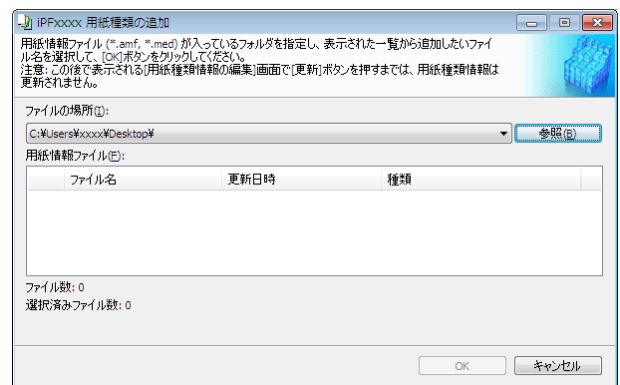 iPFxxxx 用紙種類の追加
用紙情報ファイル (*.amf, *.med) が入っているフォルダを指定し、表示された一覧から追加したいファイ
ル名を選択して、[OK]ボタンをクリックしてください。
注意: この後で表示される[用紙種類情報の編集]画面で[更新]ボタンを押すまでは、用紙種類情報は
更新されません。
ファイルの場所(I):
C:¥Users¥xxxx¥Desktop¥ 参照(B)
用紙情報ファイル(F):
ファイル名 更新日時 種類
ファイル数: 0
選択済みファイル数: 0
OK キャンセル